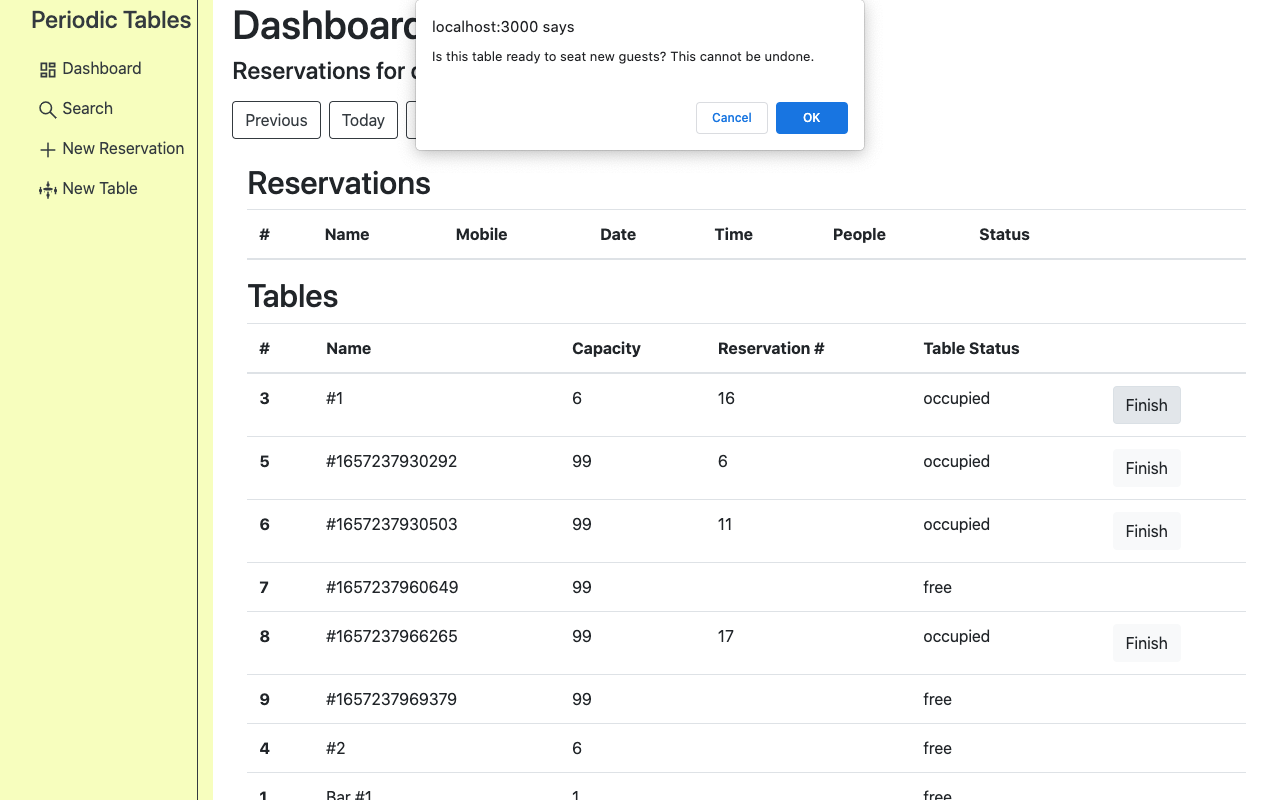 Periodic Tables
Dashboard
Search
New Reservation
New Table
Dashboard
Reservations for
localhost:3000 says
Is this table ready to seat new guests? This cannot be undone.
Cancel
OK
Previous
Today
Reservations
# Name Mobile Date Time People Status
Tables
# Name Capacity Reservation # Table Status
3 #1 6 16 occupied Finish
5 #1657237930292 99 6 occupied Finish
6 #1657237930503 99 11 occupied Finish
7 #1657237960649 99 free
8 #1657237966265 99 17 occupied Finish
9 #1657237969379 99 free
4 #2 6 free
1 Bar #1 1 free